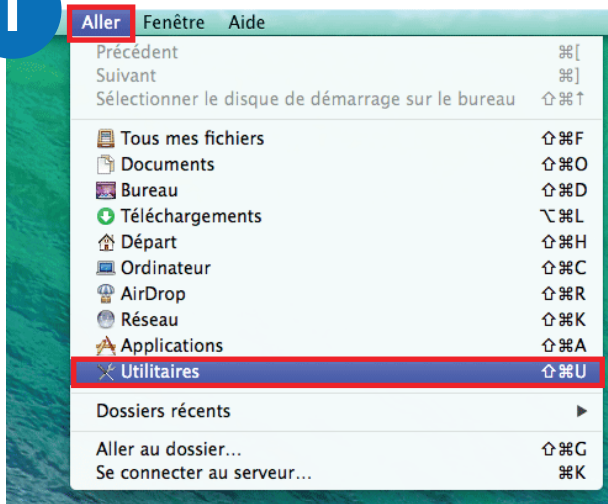 1
Aller Fenêtre Aide
Précédent ⌘[
Suivant ⌘]
Sélectionner le disque de démarrage sur le bureau ⇧⌘↑
Tous mes fichiers ⇧⌘F
Documents ⇧⌘O
Bureau ⇧⌘D
Téléchargements ⌥⌘L
Départ ⇧⌘H
Ordinateur ⇧⌘C
AirDrop ⇧⌘R
Réseau ⇧⌘K
Applications ⇧⌘A
Utilitaires ⇧⌘U
Dossiers récents ▶
Aller au dossier... ⇧⌘G
Se connecter au serveur... ⌘K